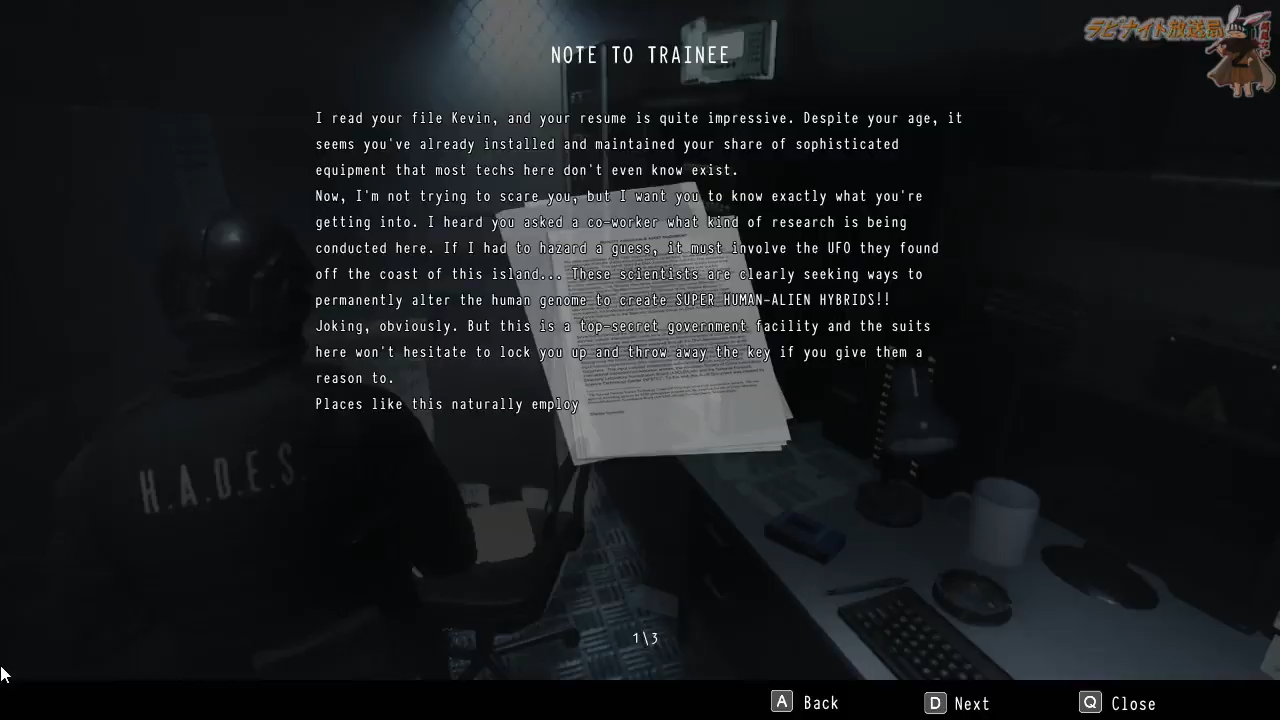 ラビナイト放送局
NOTE TO TRAINEE
I read your file Kevin, and your resume is quite impressive. Despite your age, it
seems you've already installed and maintained your share of sophisticated
equipment that most techs here don't even know exist.
Now, I'm not trying to scare you, but I want you to know exactly what you're
getting into. I heard you asked a co-worker what kind of research is being
conducted here. If I had to hazard a guess, it must involve the UFO they found
off the coast of this island... These scientists are clearly seeking ways to
permanently alter the human genome to create SUPER HUMAN-ALIEN HYBRIDS!!
Joking, obviously. But this is a top-secret government facility and the suits
here won't hesitate to lock you up and throw away the key if you give them a
reason to.
Places like this naturally employ
H.A.D.E.S.
1\3
A Back
D Next
Q Close